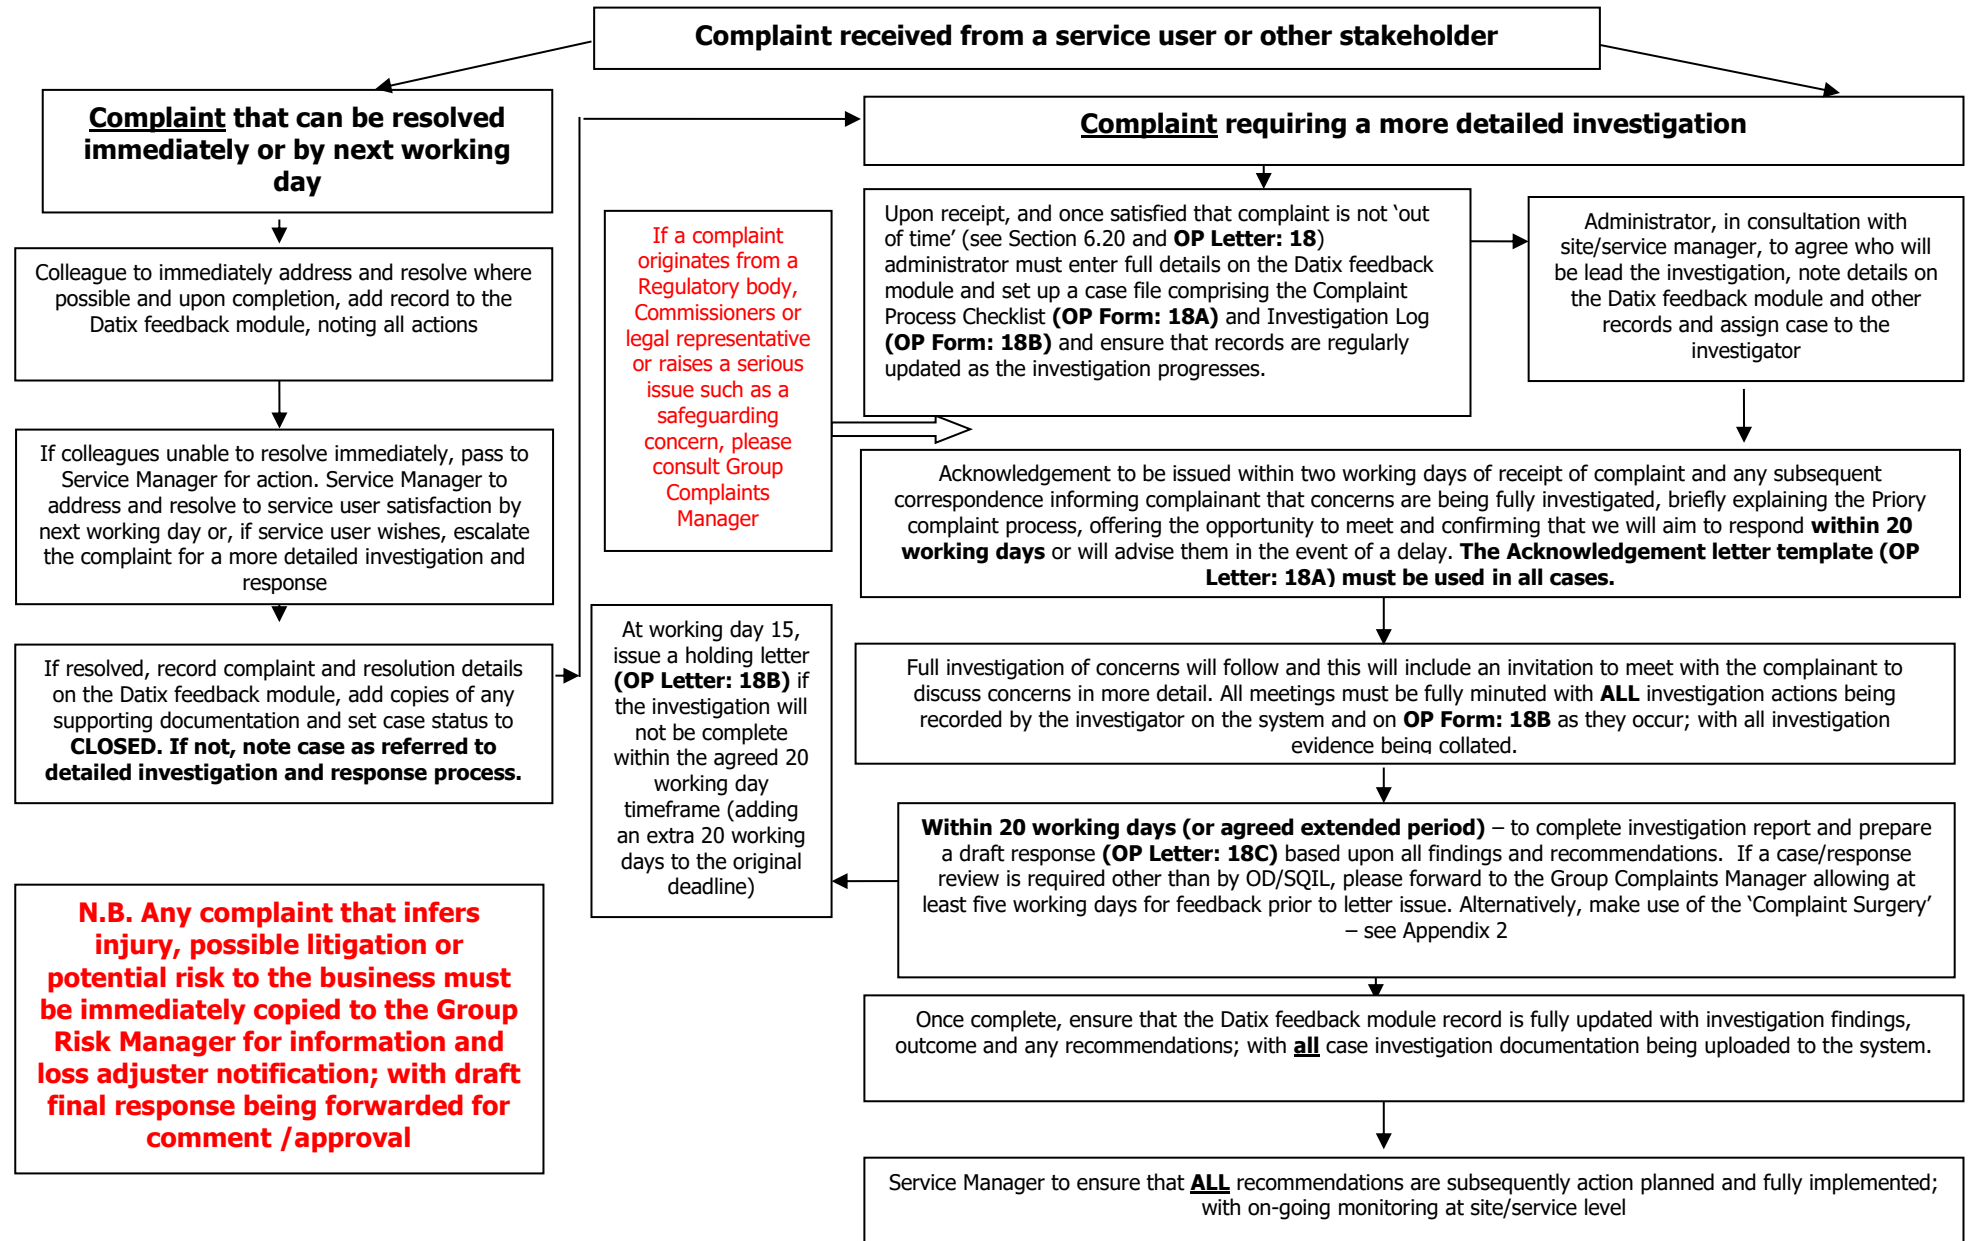 Complaint received from a service user or other stakeholder
Complaint that can be resolved
immediately or by next working
day
Colleague to immediately address and resolve where
possible and upon completion, add record to the
Datix feedback module, noting all actions
If colleagues unable to resolve immediately, pass to
Service Manager for action. Service Manager to
address and resolve to service user satisfaction by
next working day or, if service user wishes, escalate
the complaint for a more detailed investigation and
response
If resolved, record complaint and resolution details
on the Datix feedback module, add copies of any
supporting documentation and set case status to
CLOSED. If not, note case as referred to
detailed investigation and response process.
N.B. Any complaint that infers
injury, possible litigation or
potential risk to the business must
be immediately copied to the Group
Risk Manager for information and
loss adjuster notification; with draft
final response being forwarded for
comment /approval
If a complaint
originates from a
Regulatory body,
Commissioners or
legal representative
or raises a serious
issue such as a
safeguarding
concern, please
consult Group
Complaints
Manager
At working day 15,
issue a holding letter
(OP Letter: 18B) if
the investigation will
not be complete
within the agreed 20
working day
timeframe (adding
an extra 20 working
days to the original
deadline)
Complaint requiring a more detailed investigation
Upon receipt, and once satisfied that complaint is not ‘out
of time’ (see Section 6.20 and OP Letter: 18)
administrator must enter full details on the Datix feedback
module and set up a case file comprising the Complaint
Process Checklist (OP Form: 18A) and Investigation Log
(OP Form: 18B) and ensure that records are regularly
updated as the investigation progresses.
Administrator, in consultation with
site/service manager, to agree who will
be lead the investigation, note details on
the Datix feedback module and other
records and assign case to the
investigator
Acknowledgement to be issued within two working days of receipt of complaint and any subsequent
correspondence informing complainant that concerns are being fully investigated, briefly explaining the Priory
complaint process, offering the opportunity to meet and confirming that we will aim to respond within 20
working days or will advise them in the event of a delay. The Acknowledgement letter template (OP
Letter: 18A) must be used in all cases.
Full investigation of concerns will follow and this will include an invitation to meet with the complainant to
discuss concerns in more detail. All meetings must be fully minuted with ALL investigation actions being
recorded by the investigator on the system and on OP Form: 18B as they occur; with all investigation
evidence being collated.
Within 20 working days (or agreed extended period) – to complete investigation report and prepare
a draft response (OP Letter: 18C) based upon all findings and recommendations. If a case/response
review is required other than by OD/SQIL, please forward to the Group Complaints Manager allowing at
least five working days for feedback prior to letter issue. Alternatively, make use of the ‘Complaint Surgery’
– see Appendix 2
Once complete, ensure that the Datix feedback module record is fully updated with investigation findings,
outcome and any recommendations; with all case investigation documentation being uploaded to the system.
Service Manager to ensure that ALL recommendations are subsequently action planned and fully implemented;
with on-going monitoring at site/service level